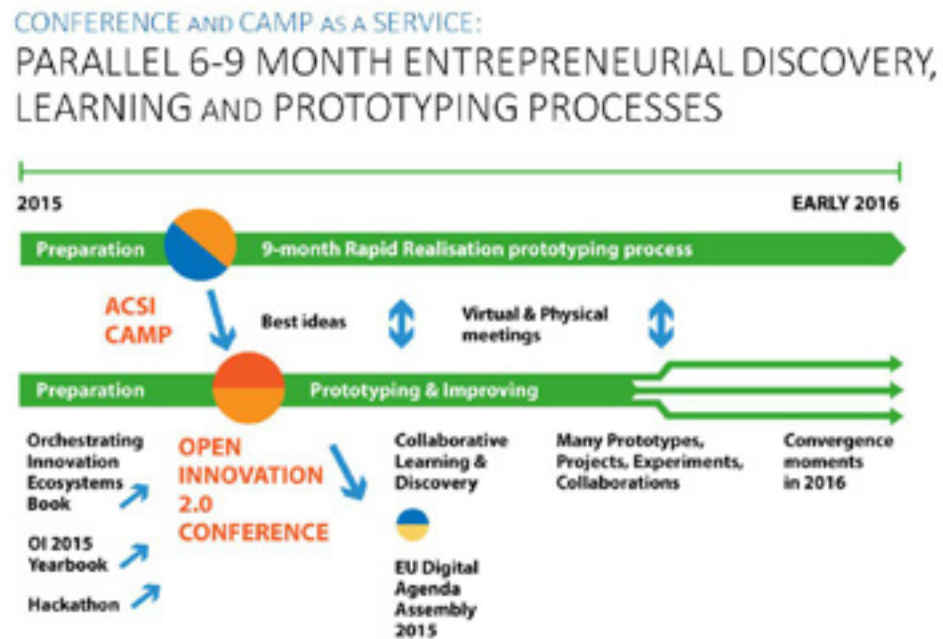 CONFERENCE AND CAMP AS A SERVICE:
PARALLEL 6-9 MONTH ENTREPRENEURIAL DISCOVERY,
LEARNING AND PROTOTYPING PROCESSES
2015
EARLY 2016
Preparation
9-month Rapid Realisation prototyping process
ACSI
CAMP
Best ideas
Virtual & Physical
meetings
Preparation
Prototyping & Improving
Orchestrating
Innovation
Ecosystems
Book
OI 2015
Yearbook
Hackathon
OPEN
INNOVATION
2.0
CONFERENCE
Collaborative
Learning &
Discovery
EU Digital
Agenda
Assembly
2015
Many Prototypes,
Projects, Experiments,
Collaborations
Convergence
moments
in 2016